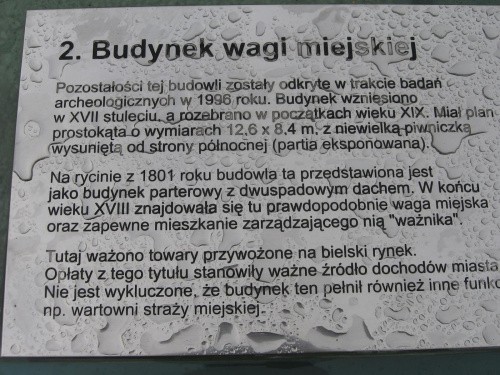 2. Budynek wagi miejskiej
Pozostałości tej budowli zostały odkryte w trakcie badań
archeologicznych w 1996 roku. Budynek wzniesiono
w XVII stuleciu, a rozebrano w początkach wieku XIX. Miał plan
prostokąta o wymiarach 12,6 x 8,4 m, z niewielką piwniczką
wysuniętą od strony północnej (partia eksponowana).
Na rycinie z 1801 roku budowla ta przedstawiona jest
jako budynek parterowy z dwuspadowym dachem. W końcu
wieku XVIII znajdowała się tu prawdopodobnie waga miejska
oraz zapewne mieszkanie zarządzającego nią "ważnika".
Tutaj ważono towary przywożone na bielski rynek.
Opłaty z tego tytułu stanowiły ważne źródło dochodów miasta
Nie jest wykluczone, że budynek ten pełnił również inne funkc
np. wartowni straży miejskiej.